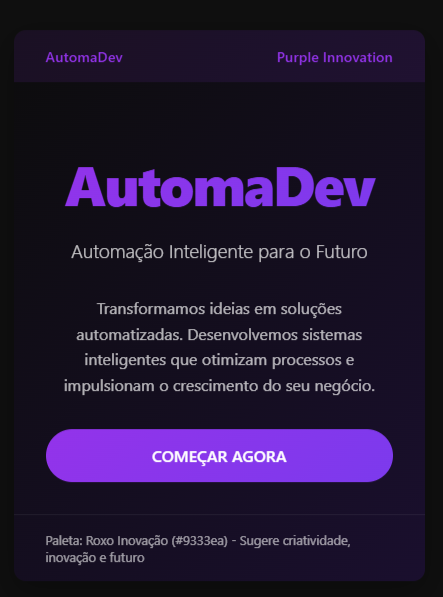 AutomaDev
Purple Innovation
AutomaDev
Automação Inteligente para o Futuro
Transformamos ideias em soluções
automatizadas. Desenvolvemos sistemas
inteligentes que otimizam processos e
impulsionam o crescimento do seu negócio.
COMEÇAR AGORA
Paleta: Roxo Inovação (#9333ea) - Sugere criatividade,
inovação e futuro